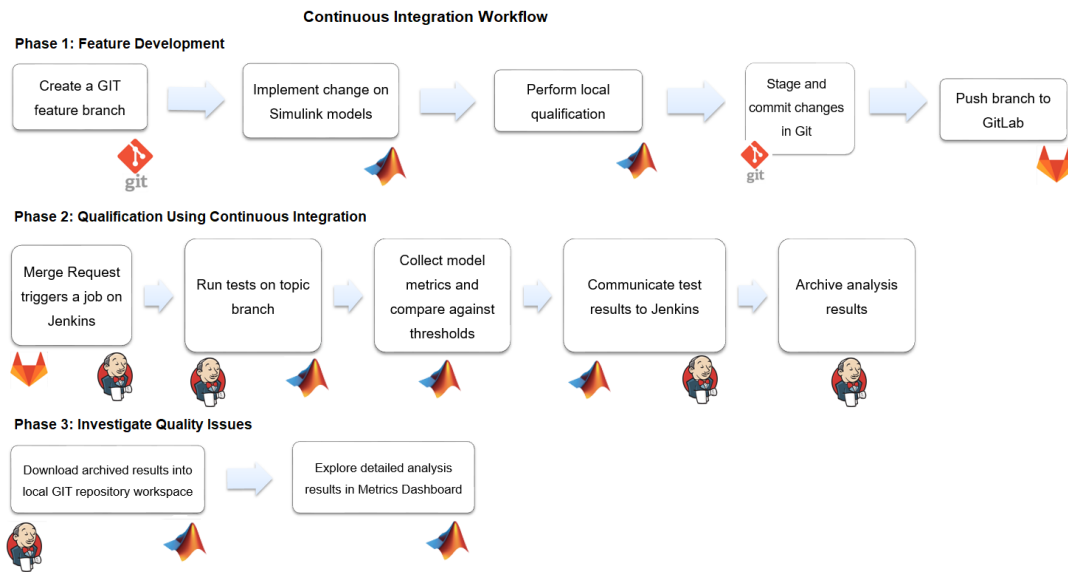 Continuous Integration Workflow
Phase 1: Feature Development
Create a GIT
feature branch
git
Implement change on
Simulink models
Perform local
qualification
Stage and
commit changes
in Git
git
Push branch to
GitLab
Phase 2: Qualification Using Continuous Integration
Merge Request
triggers a job on
Jenkins
Run tests on topic
branch
Collect model
metrics and
compare against
thresholds
Communicate test
results to Jenkins
Archive analysis
results
Phase 3: Investigate Quality Issues
Download archived results into
local GIT repository workspace
Explore detailed analysis
results in Metrics Dashboard